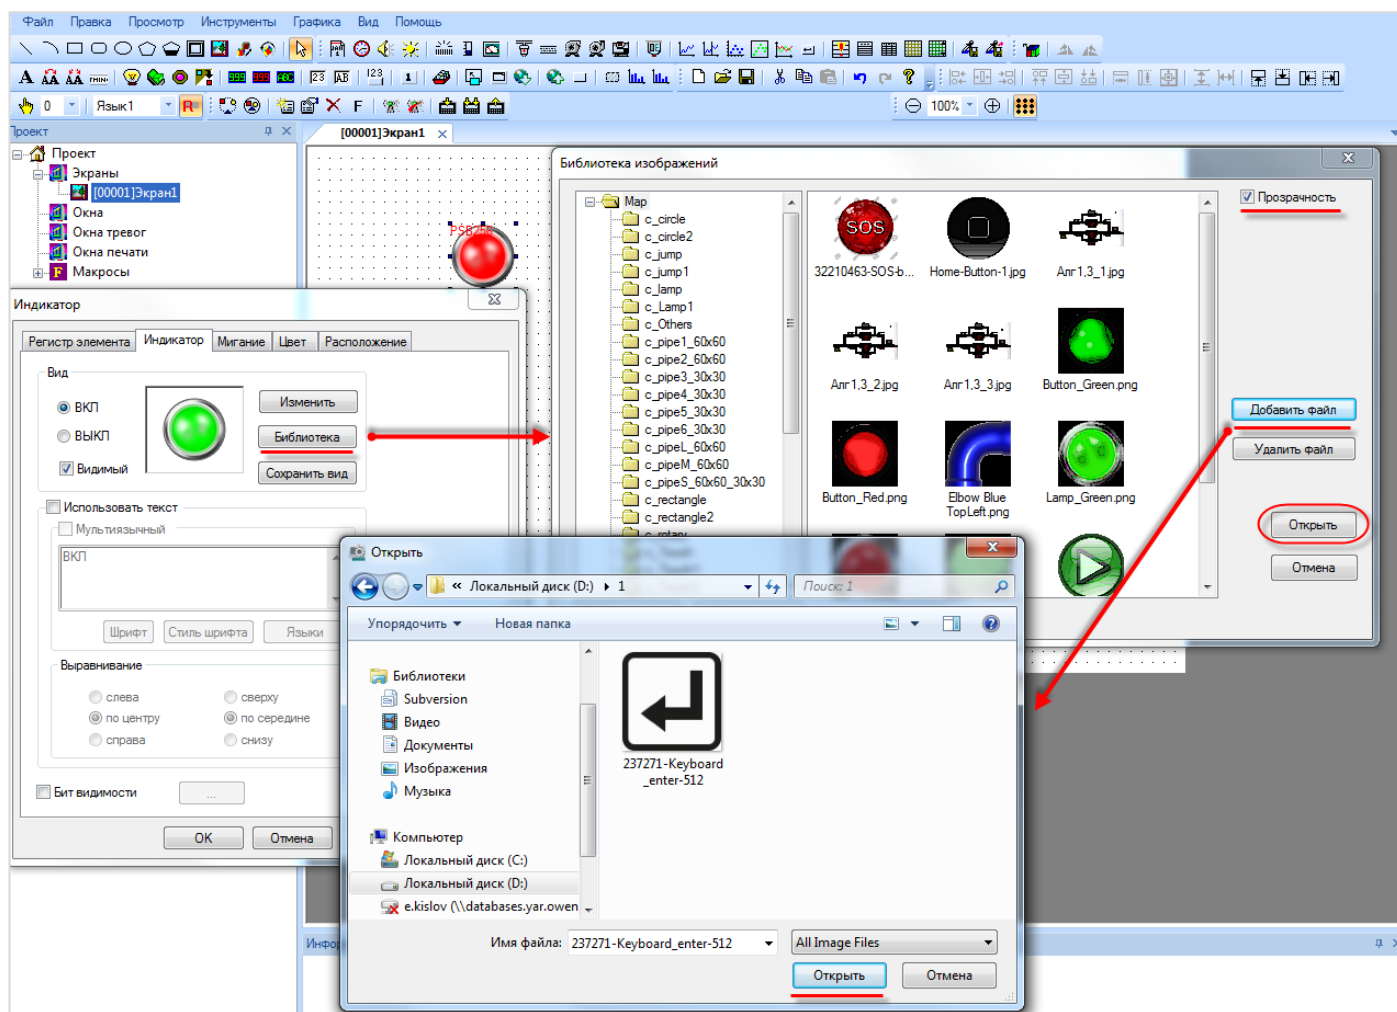 Файл Правка Просмотр Инструменты Графика Вид Помощь
0 Язык1 R 100%
Проект
[00001]Экран1
Проект
Экраны
[00001]Экран1
Окна
Окна тревог
Окна печати
Макросы
Индикатор
Регистр элемента Индикатор Мигание Цвет Расположение
Вид
ВКЛ
ВЫКЛ
Видимый
Изменить
Библиотека
Сохранить вид
Использовать текст
Мультиязычный
ВКЛ
Шрифт Стиль шрифта Языки
Выравнивание
слева сверху
по центру по середине
справа снизу
Бит видимости ...
OK Отмена
Библиотека изображений
Map
c_circle
c_circle2
c_jump
c_jump1
c_lamp
c_Lamp1
c_Others
c_pipe1_60x60
c_pipe2_60x60
c_pipe3_30x30
c_pipe4_30x30
c_pipe5_30x30
c_pipe6_30x30
c_pipeL_60x60
c_pipeM_60x60
c_pipeS_60x60_30x30
c_rectangle
c_rectangle2
c_rotary
SOS
32210463-SOS-b... Home-Button-1.jpg Алг 1,3_1.jpg
Алг 1,3_2.jpg Алг 1,3_3.jpg Button_Green.png
Button_Red.png Elbow Blue TopLeft.png Lamp_Green.png
Прозрачность
Добавить файл
Удалить файл
Открыть
Отмена
Открыть
Локальный диск (D:) 1 Поиск: 1
Упорядочить Новая папка
Библиотеки
Subversion
Видео
Документы
Изображения
Музыка
Компьютер
Локальный диск (C:)
Локальный диск (D:)
e.kislov (\\databases.yar.owen
237271-Keyboard
_enter-512
Имя файла: 237271-Keyboard_enter-512 All Image Files
Открыть Отмена